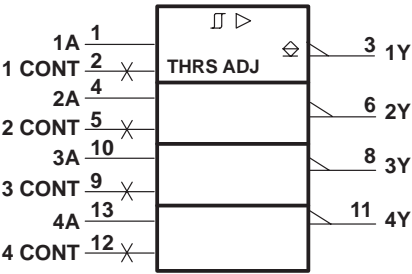 1A 1 3 1Y
1 CONT 2 THRS ADJ
2A 4 6 2Y
2 CONT 5
3A 10 8 3Y
3 CONT 9
4A 13 11 4Y
4 CONT 12